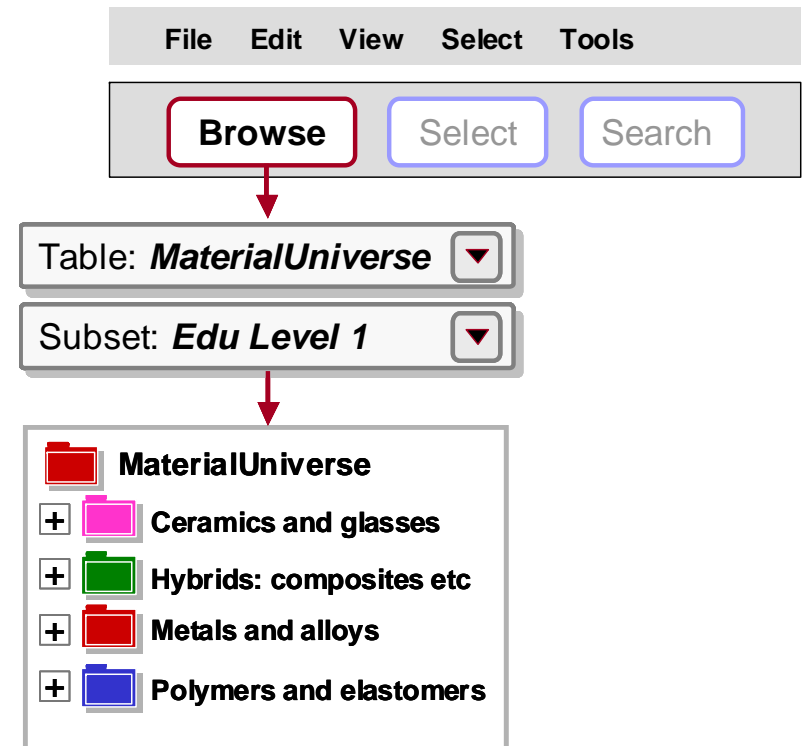 File Edit View Select Tools
Browse Select Search
Table: MaterialUniverse
Subset: Edu Level 1
MaterialUniverse
Ceramics and glasses
Hybrids: composites etc
Metals and alloys
Polymers and elastomers